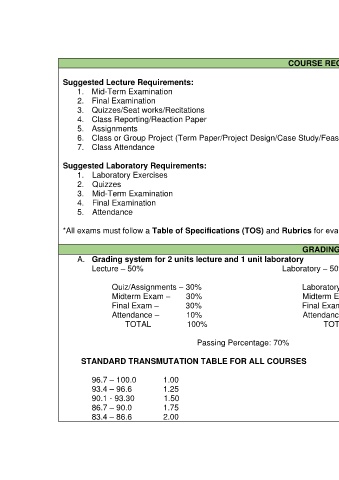 COURSE REQ
Suggested Lecture Requirements:
1. Mid-Term Examination
2. Final Examination
3. Quizzes/Seat works/Recitations
4. Class Reporting/Reaction Paper
5. Assignments
6. Class or Group Project (Term Paper/Project Design/Case Study/Feas
7. Class Attendance
Suggested Laboratory Requirements:
1. Laboratory Exercises
2. Quizzes
3. Mid-Term Examination
4. Final Examination
5. Attendance
*All exams must follow a Table of Specifications (TOS) and Rubrics for eva
GRADING
A. Grading system for 2 units lecture and 1 unit laboratory
Lecture – 50% Laboratory – 50
Quiz/Assignments – 30% Laboratory
Midterm Exam – 30% Midterm E
Final Exam – 30% Final Exam
Attendance – 10% Attendanc
TOTAL 100% TOT
Passing Percentage: 70%
STANDARD TRANSMUTATION TABLE FOR ALL COURSES
96.7 – 100.0 1.00
93.4 – 96.6 1.25
90.1 - 93.30 1.50
86.7 – 90.0 1.75
83.4 – 86.6 2.00